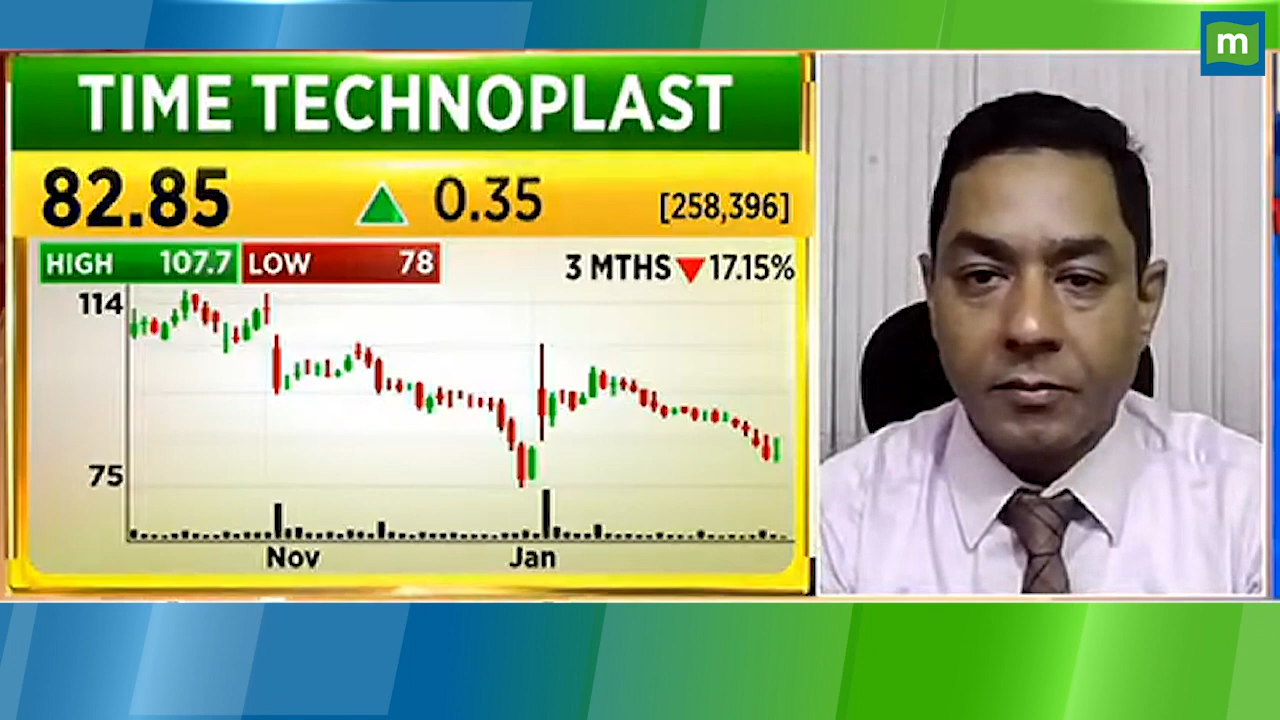 m
TIME TECHNOPLAST
82.85 ▲ 0.35 [258,396]
HIGH 107.7 LOW 78 3 MTHS ▼ 17.15%
114
75
Nov Jan